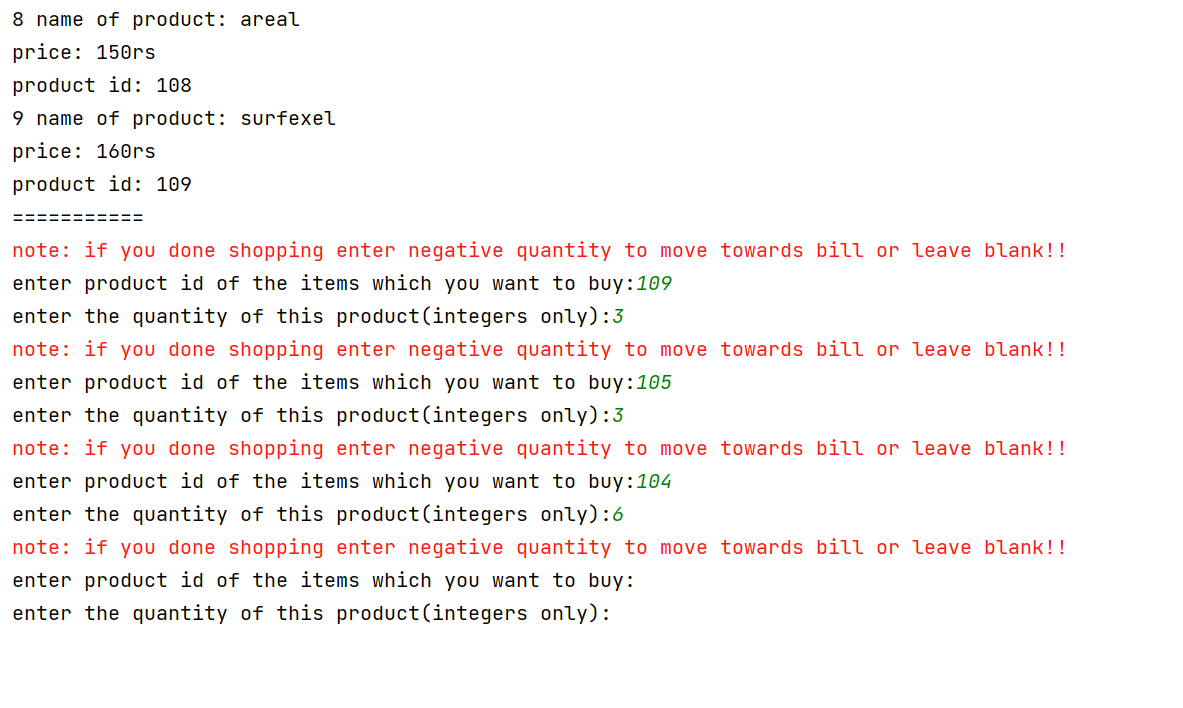 8 name of product: areal
price: 150rs
product id: 108
9 name of product: surfexel
price: 160rs
product id: 109
===========
note: if you done shopping enter negative quantity to move towards bill or leave blank!!
enter product id of the items which you want to buy:109
enter the quantity of this product(integers only):3
note: if you done shopping enter negative quantity to move towards bill or leave blank!!
enter product id of the items which you want to buy:105
enter the quantity of this product(integers only):3
note: if you done shopping enter negative quantity to move towards bill or leave blank!!
enter product id of the items which you want to buy:104
enter the quantity of this product(integers only):6
note: if you done shopping enter negative quantity to move towards bill or leave blank!!
enter product id of the items which you want to buy:
enter the quantity of this product(integers only):